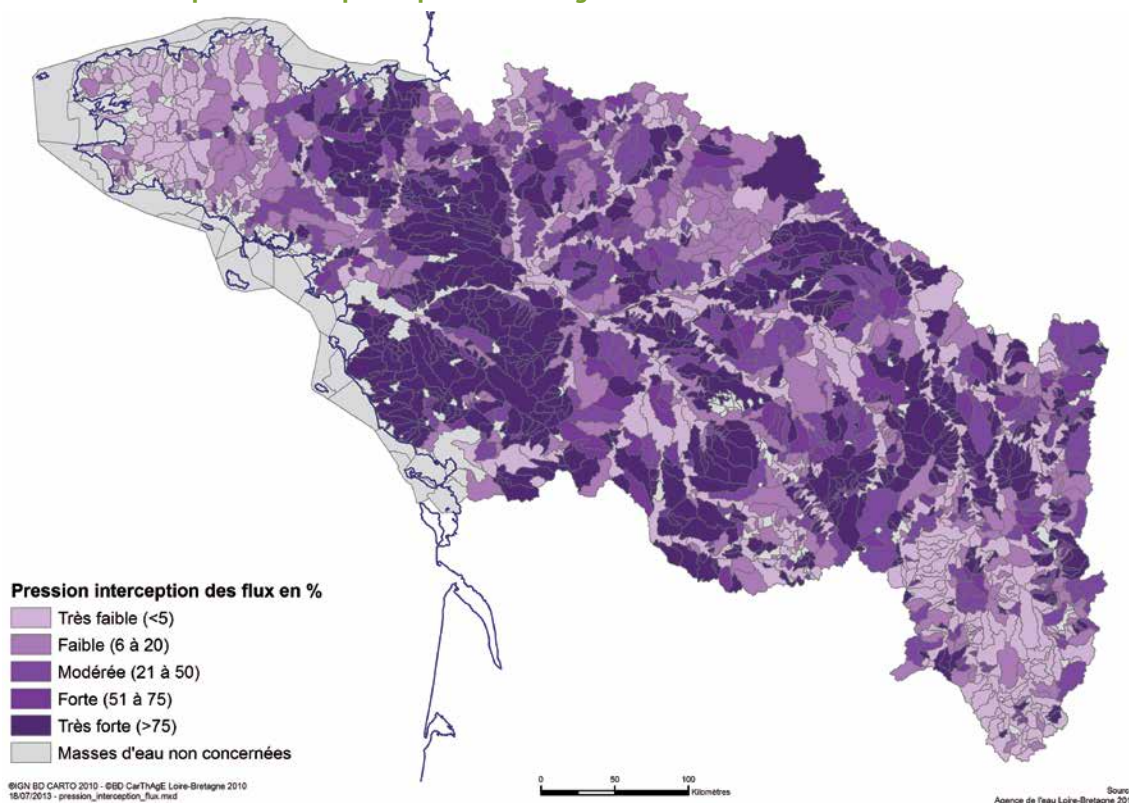 Pression interception des flux en %
Très faible (<5)
Faible (6 à 20)
Modérée (21 à 50)
Forte (51 à 75)
Très forte (>75)
Masses d'eau non concernées
©IGN BD CARTO 2010 - ©BD CarThAgE Loire-Bretagne 2010
18/07/2013 - pression_interception_flux.mxd
0 50 100
Kilomètres
Sourc
Agence de l'eau Loire-Bretagne 201